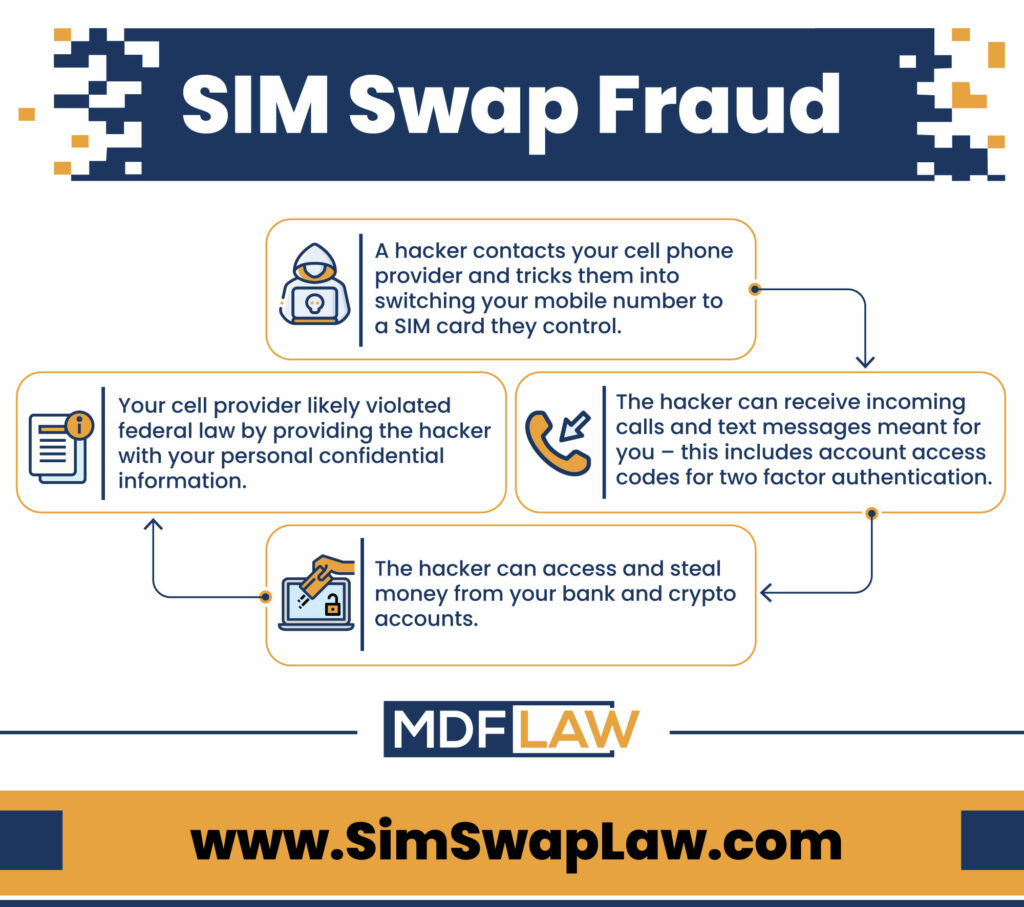 SIM Swap Fraud
A hacker contacts your cell phone
provider and tricks them into
switching your mobile number to
a SIM card they control.
The hacker can receive incoming
calls and text messages meant for
you – this includes account access
codes for two factor authentication.
The hacker can access and steal
money from your bank and crypto
accounts.
Your cell provider likely violated
federal law by providing the hacker
with your personal confidential
information.
MDF LAW
www.SimSwapLaw.com